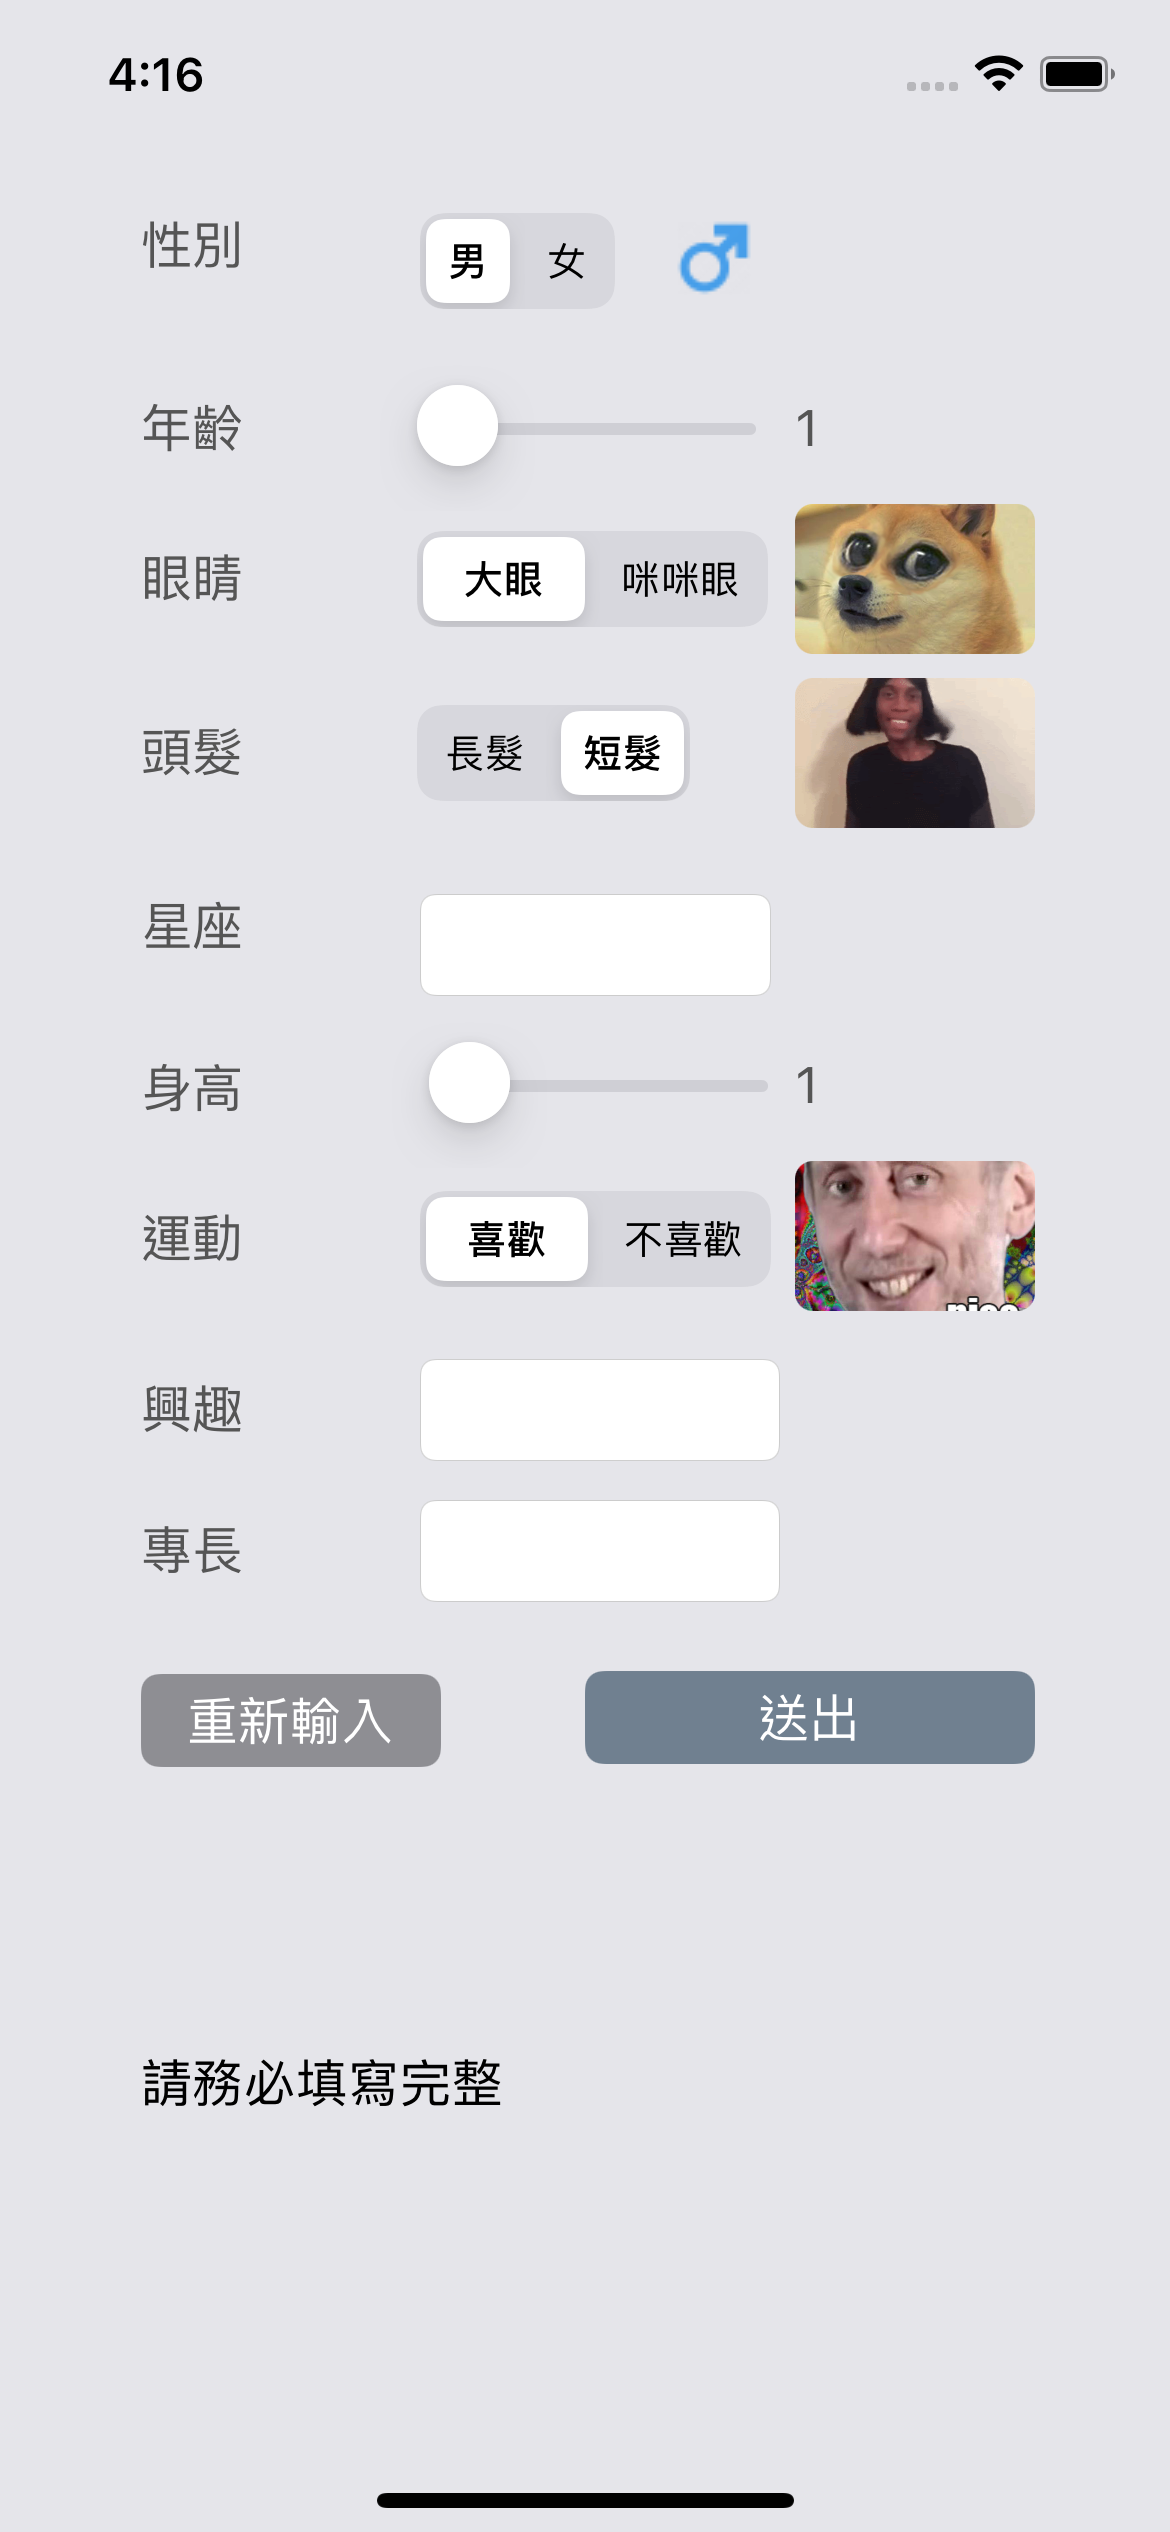 4:16
性別 男 女
年齡 1
眼睛 大眼 咪咪眼
頭髮 長髮 短髮
星座
身高 1
運動 喜歡 不喜歡
nice
興趣
專長
重新輸入 送出
請務必填寫完整